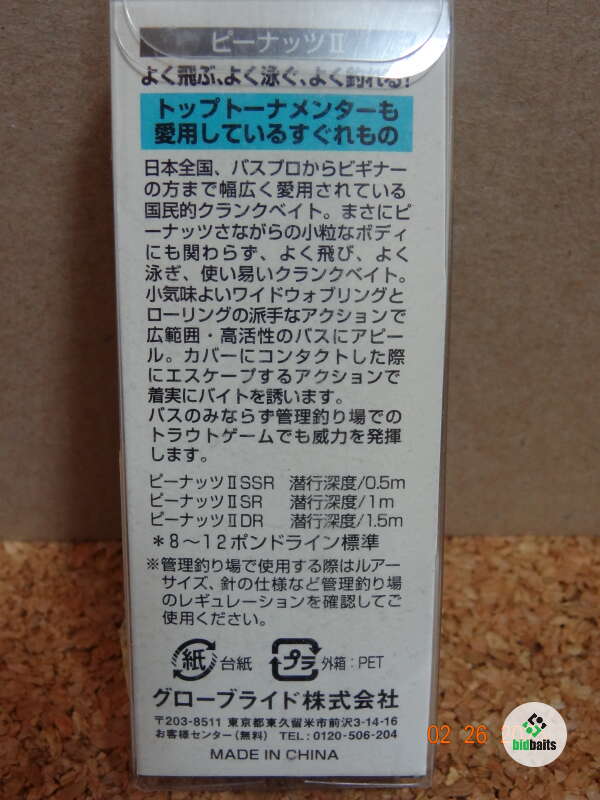 ピーナッツⅡ
よく飛ぶ、よく泳ぐ、よく釣れる!
トップトーナメンターも
愛用しているすぐれもの
日本全国、バスプロからビギナー
の方まで幅広く愛用されている
国民的クランクベイト。まさにピ
ーナッツさながらの小粒なボディ
にも関わらず、よく飛び、よく
泳ぎ、使い易いクランクベイト。
小気味よいワイドウォブリングと
ローリングの派手なアクションで
広範囲・高活性のバスにアピー
ル。カバーにコンタクトした際
にエスケープするアクションで
着実にバイトを誘います。
バスのみならず管理釣り場での
トラウトゲームでも威力を発揮
します。
ピーナッツⅡSSR 潜行深度/0.5m
ピーナッツⅡSR 潜行深度/1m
ピーナッツⅡDR 潜行深度/1.5m
*8〜12ポンドライン標準
※管理釣り場で使用する際はルアー
サイズ、針の仕様など管理釣り場
のレギュレーションを確認してご
使用ください。
紙 台紙 プラ 外箱:PET
グローブライド株式会社
〒203-8511 東京都東久留米市前沢3-14-16
お客様センター(無料) TEL:0120-506-204
MADE IN CHINA
02 26
bidbaits